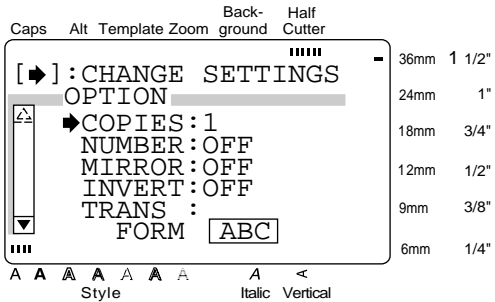 Back- Half
Caps Alt Template Zoom ground Cutter
[➡]:CHANGE SETTINGS
OPTION
➡COPIES:1
NUMBER:OFF
MIRROR:OFF
INVERT:OFF
TRANS :
FORM ABC
36mm 1 1/2"
24mm 1"
18mm 3/4"
12mm 1/2"
9mm 3/8"
6mm 1/4"
A A A A A A A A A
Style Italic Vertical